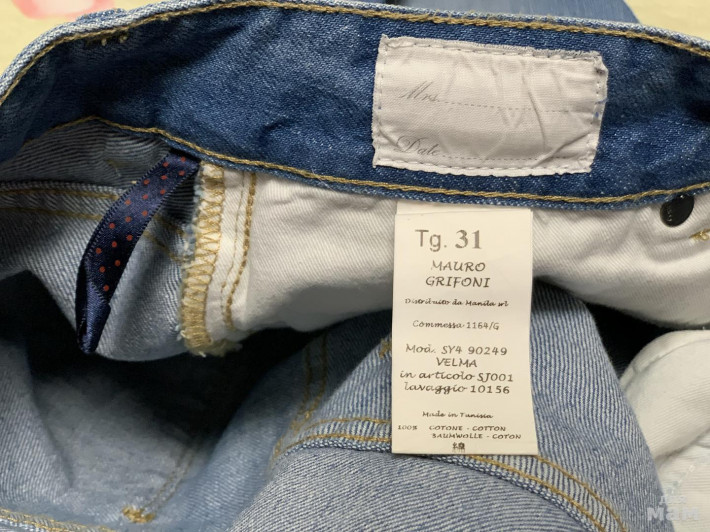 Mrs.
Date
Tg. 31
MAURO
GRIFONI
Distribuito da Manila srl
Commessa 1164/G
Mod. SY4 90249
VELMA
in articolo SJ001
lavaggio 10156
Made in Tunisia
100% COTONE - COTTON
BAUMWOLLE - COTON